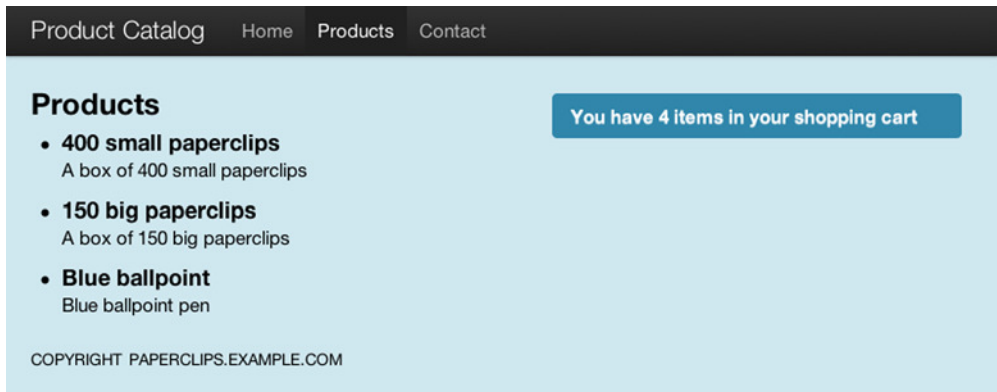 Product Catalog Home Products Contact
Products
You have 4 items in your shopping cart
400 small paperclips
A box of 400 small paperclips
150 big paperclips
A box of 150 big paperclips
Blue ballpoint
Blue ballpoint pen
COPYRIGHT PAPERCLIPS.EXAMPLE.COM